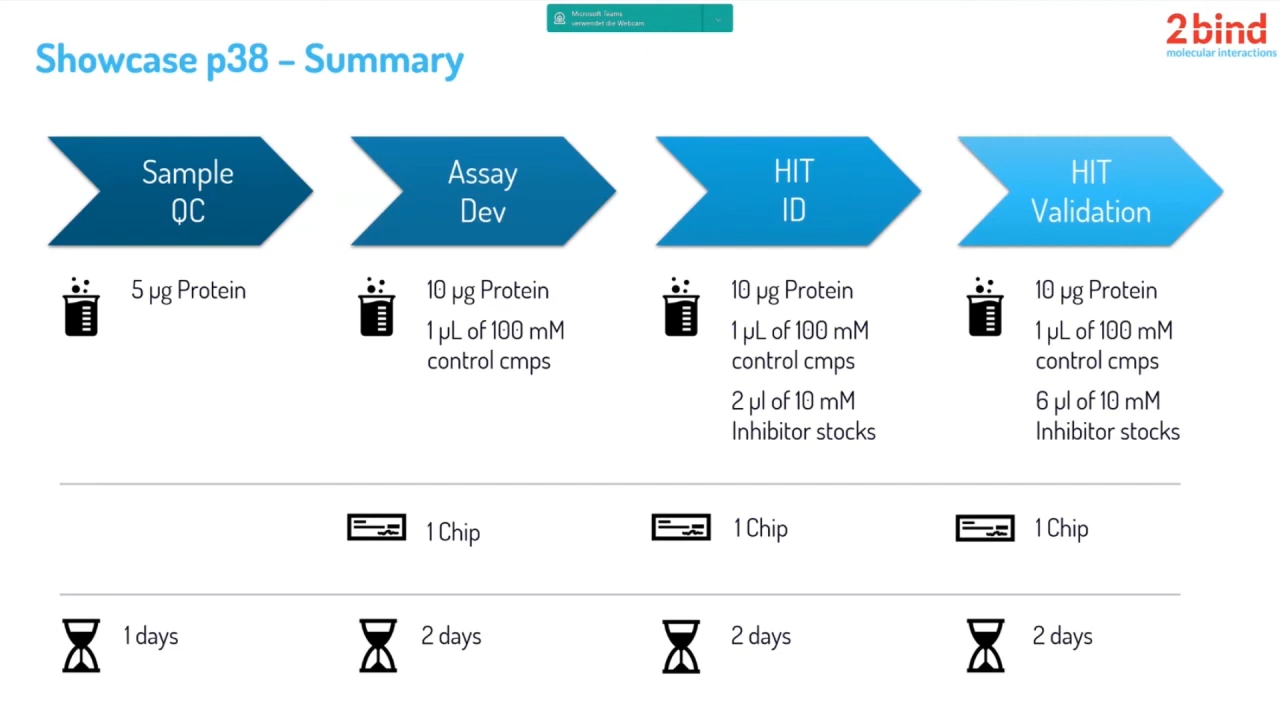 Microsoft Teams
verwendet die Webcam
2bind
molecular interactions
Showcase p38 – Summary
Sample
QC
Assay
Dev
HIT
ID
HIT
Validation
5 µg Protein
10 µg Protein
1 µL of 100 mM
control cmps
10 µg Protein
1 µL of 100 mM
control cmps
2 µl of 10 mM
Inhibitor stocks
10 µg Protein
1 µL of 100 mM
control cmps
6 µl of 10 mM
Inhibitor stocks
1 Chip
1 Chip
1 Chip
1 days
2 days
2 days
2 days